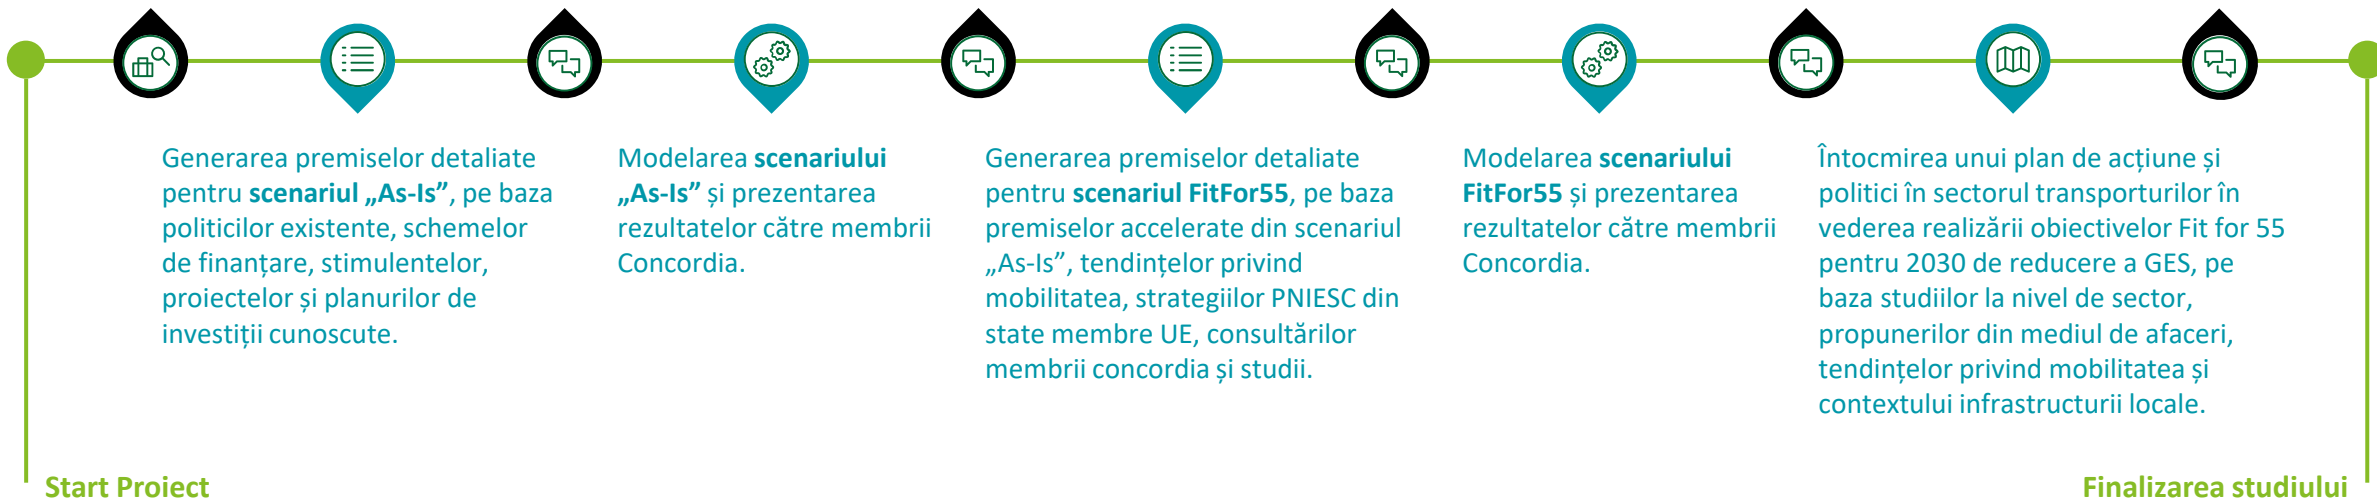 Generarea premiselor detaliate
pentru scenariul „As-Is”, pe baza
politicilor existente, schemelor
de finanțare, stimulentelor,
proiectelor și planurilor de
investiții cunoscute.
Modelarea scenariului
„As-Is” și prezentarea
rezultatelor către membrii
Concordia.
Generarea premiselor detaliate
pentru scenariul FitFor55, pe baza
premiselor accelerate din scenariul
„As-Is”, tendințelor privind
mobilitatea, strategiilor PNIESC din
state membre UE, consultărilor
membrii concordia și studii.
Modelarea scenariului
FitFor55 și prezentarea
rezultatelor către membrii
Concordia.
Întocmirea unui plan de acțiune și
politici în sectorul transporturilor în
vederea realizării obiectivelor Fit for 55
pentru 2030 de reducere a GES, pe
baza studiilor la nivel de sector,
propunerilor din mediul de afaceri,
tendințelor privind mobilitatea și
contextului infrastructurii locale.
Start Proiect
Finalizarea studiului